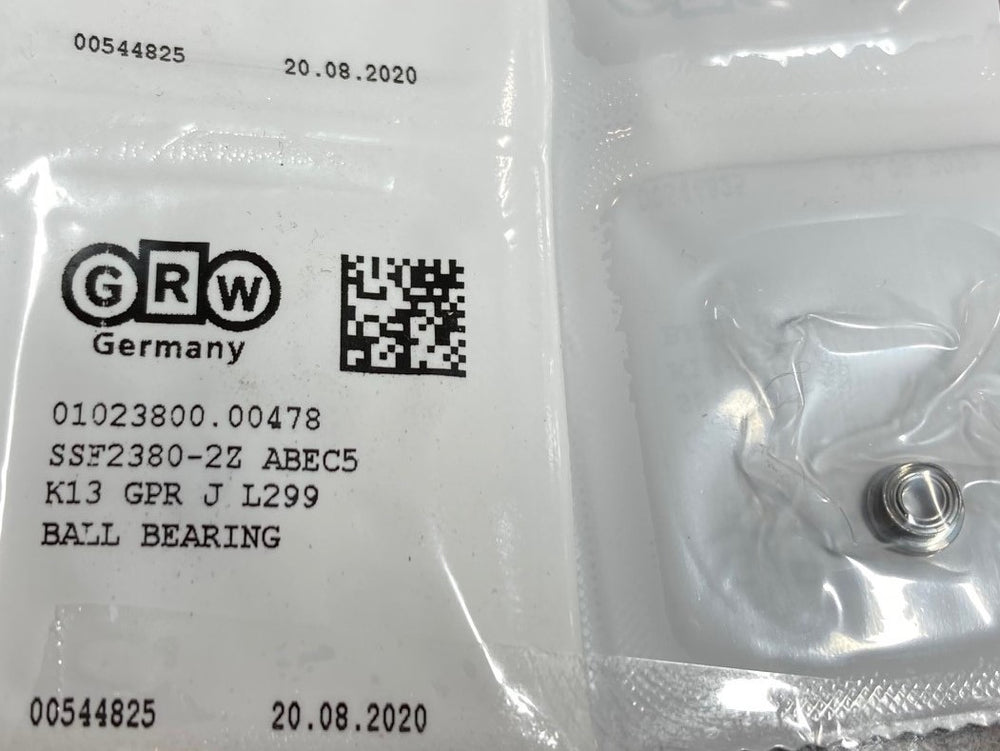 00544825 20.08.2020
GRW
Germany
01023800.00478
SSF2380-2Z ABEC5
K13 GPR J L299
BALL BEARING
00544825 20.08.2020